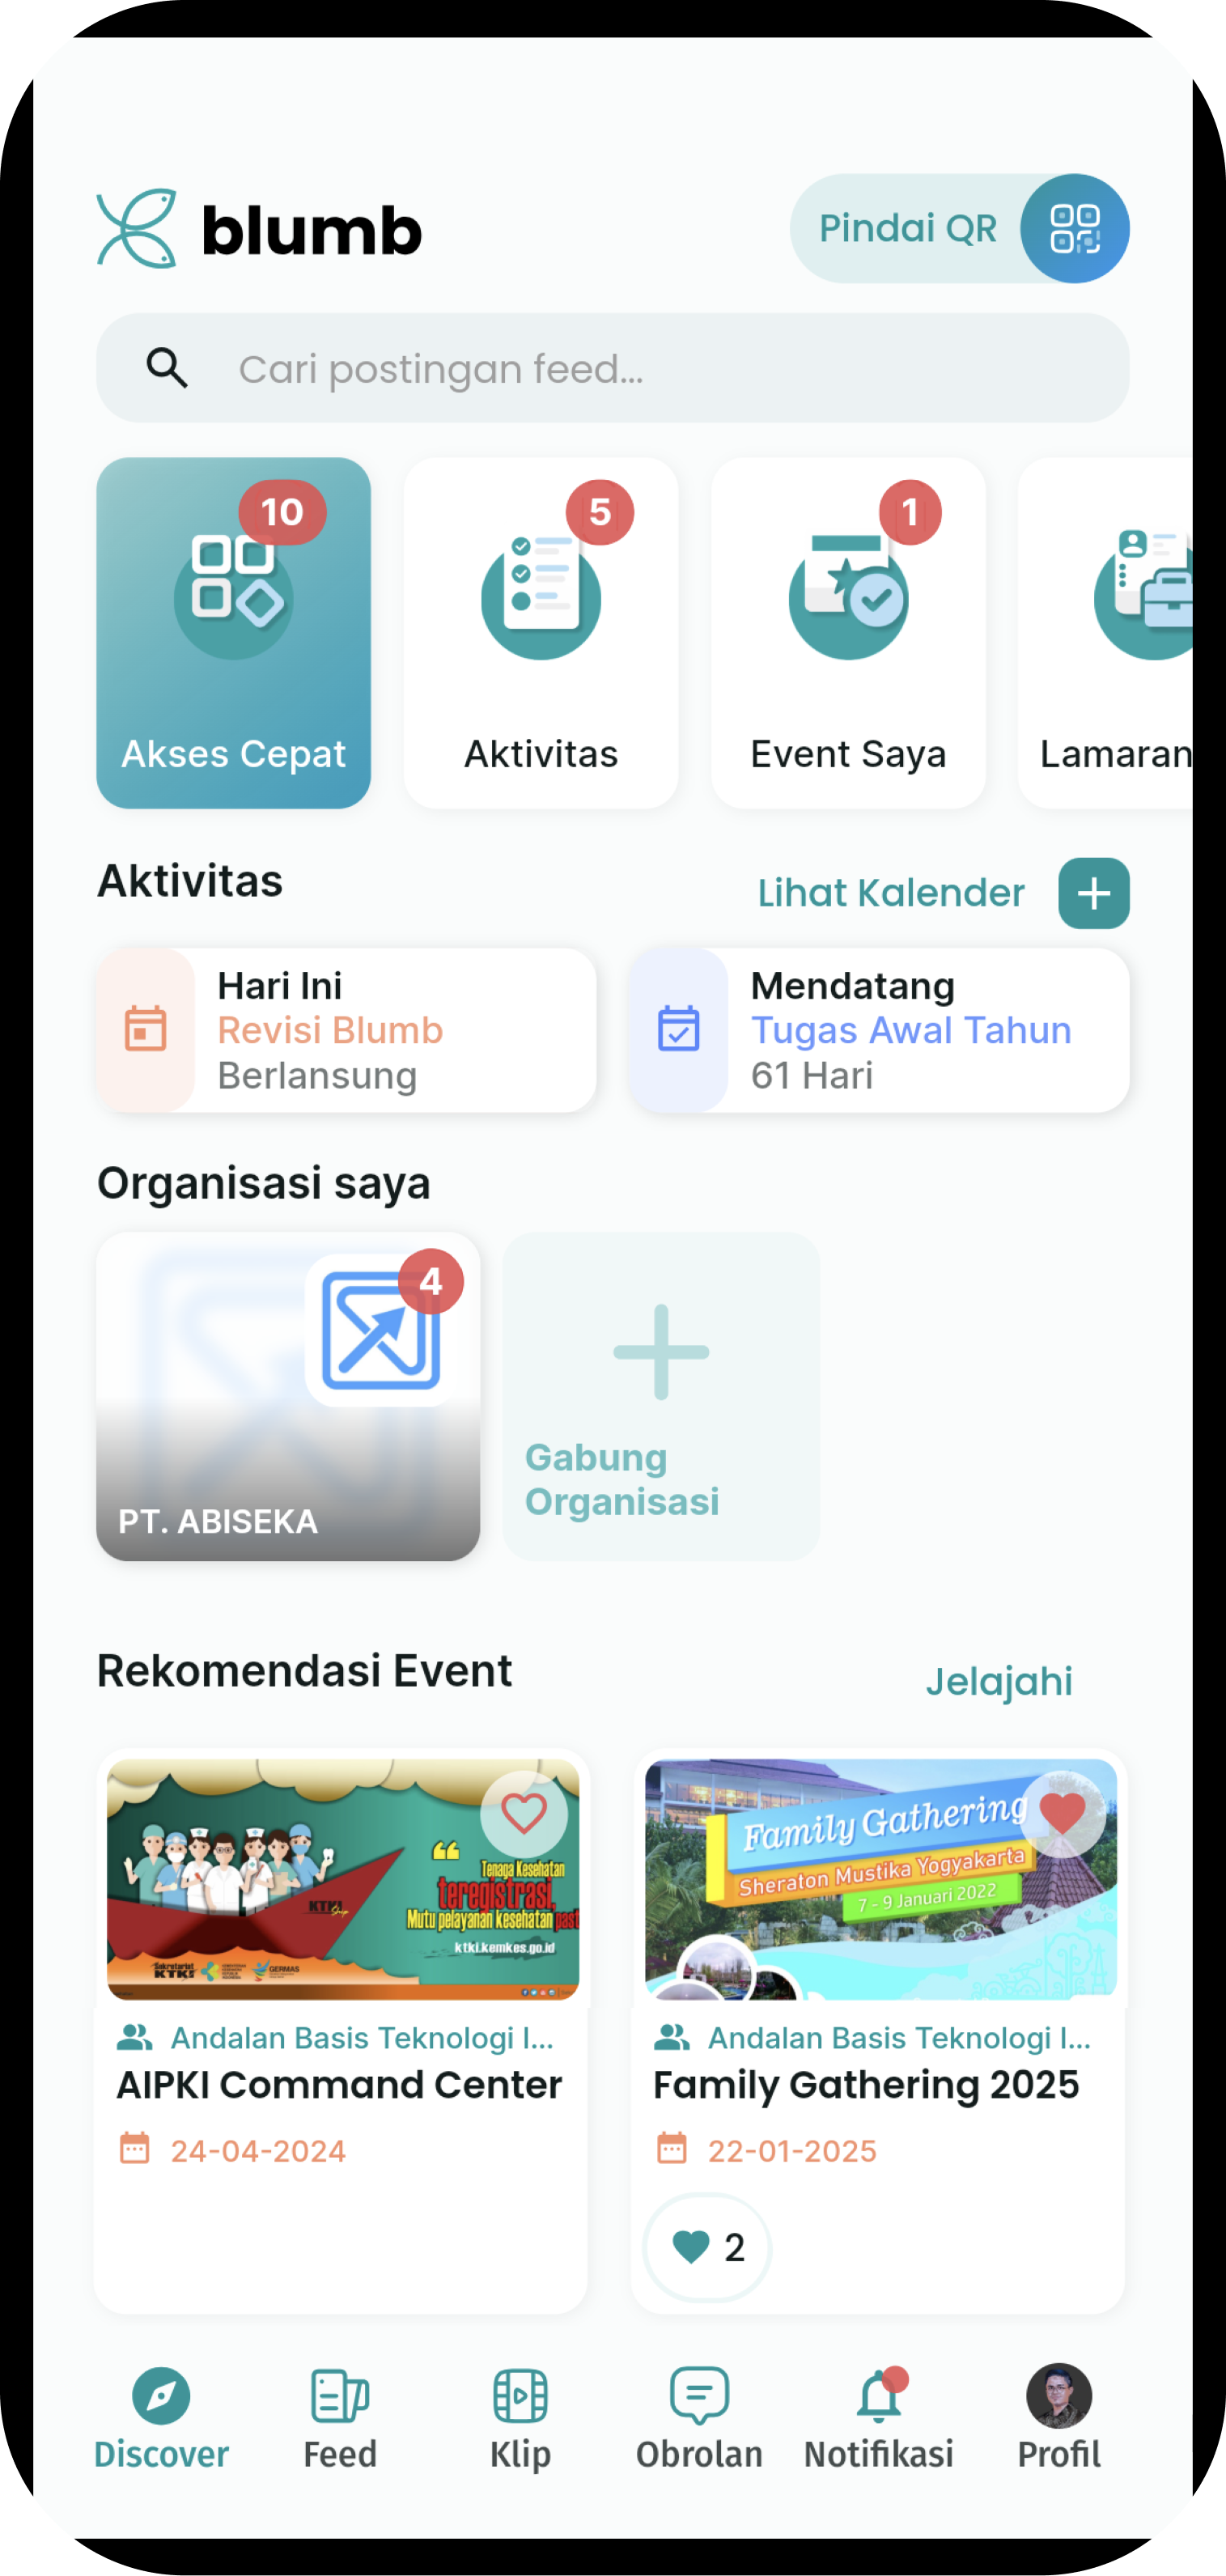 blumb
Pindai QR
Cari postingan feed...
10
5
1
Akses Cepat
Aktivitas
Event Saya
Lamaran
Aktivitas
Lihat Kalender
Hari Ini
Revisi Blumb
Berlansung
Mendatang
Tugas Awal Tahun
61 Hari
Organisasi saya
4
PT. ABISEKA
Gabung
Organisasi
Rekomendasi Event
Jelajahi
Tenaga Kesehatan
teregistrasi,
Mutu pelayanan kesehatan past
ktki.kemkes.go.id
KTKI
Ship
Sekretariat
KTKI
GERMAS
Family Gathering
Sheraton Mustika Yogyakarta
7 - 9 Januari 2022
Andalan Basis Teknologi I...
AIPKI Command Center
24-04-2024
Andalan Basis Teknologi I...
Family Gathering 2025
22-01-2025
2
Discover
Feed
Klip
Obrolan
Notifikasi
Profil